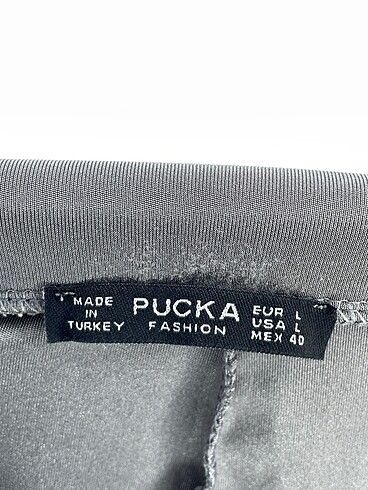 MADE
IN
TURKEY
PUCKA
FASHION
EUR L
USA L
MEX 40